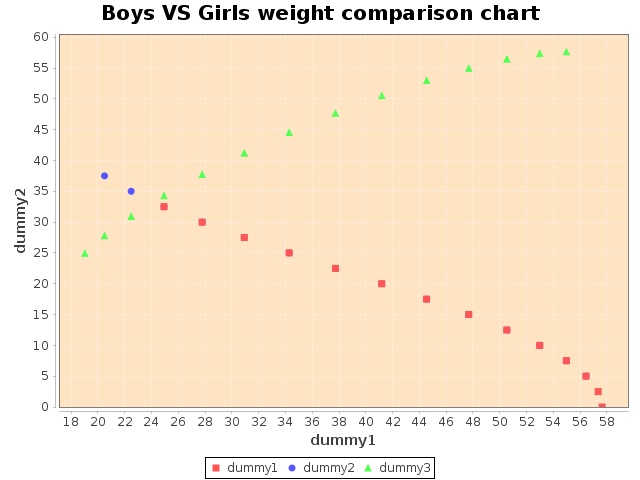 Boys VS Girls weight comparison chart
60
55
50
45
40
35
30
25
20
15
10
5
0
dummy2
18 20 22 24 26 28 30 32 34 36 38 40 42 44 46 48 50 52 54 56 58
dummy1
dummy1 dummy2 dummy3